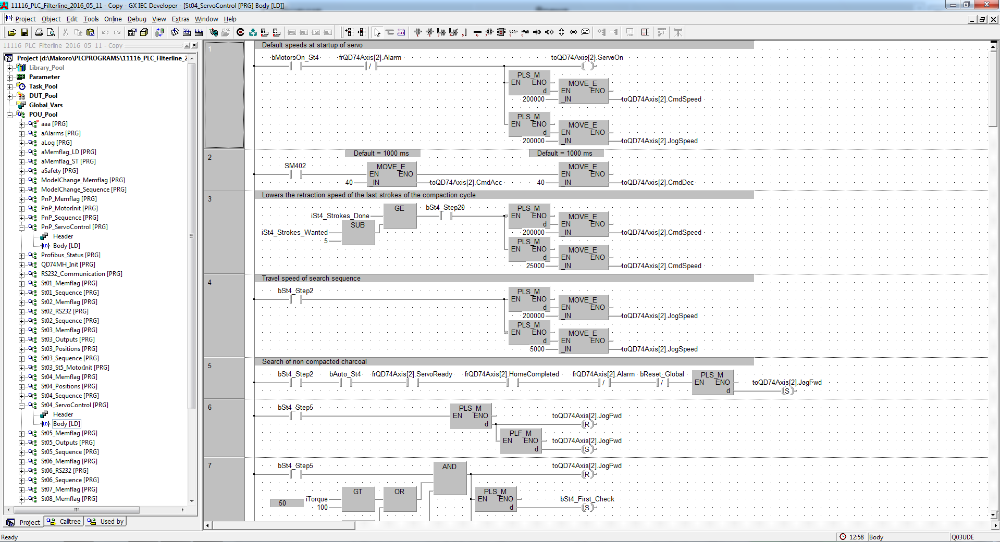 11116_PLC_Filterline_2016_05_11 - Copy - GX IEC Developer - [St04_ServoControl [PRG] Body [LD]]
Project Object Edit Tools Online Debug View Extras Window Help
11116 PLC Filterline 2016 05 11 - Copy
Project [d:\Makoro\PLCPROGRAMS\11116_PLC_Filterline_2
Library_Pool
Parameter
Task_Pool
DUT_Pool
Global_Vars
POU_Pool
aaa [PRG]
aAlarms [PRG]
aLog [PRG]
aMemflag_LD [PRG]
aMemflag_ST [PRG]
aSafety [PRG]
ModelChange_Memflag [PRG]
ModelChange_Sequence [PRG]
PnP_Memflag [PRG]
PnP_MotorInit [PRG]
PnP_Sequence [PRG]
PnP_ServoControl [PRG]
Header
Body [LD]
Profibus_Status [PRG]
QD74MH_Init [PRG]
RS232_Communication [PRG]
St01_Memflag [PRG]
St01_Sequence [PRG]
St02_Memflag [PRG]
St02_RS232 [PRG]
St02_Sequence [PRG]
St03_Memflag [PRG]
St03_Outputs [PRG]
St03_Positions [PRG]
St03_Sequence [PRG]
St03_St5_MotorInit [PRG]
St04_Memflag [PRG]
St04_Positions [PRG]
St04_Sequence [PRG]
St04_ServoControl [PRG]
Header
Body [LD]
St05_Memflag [PRG]
St05_Outputs [PRG]
St05_Sequence [PRG]
St06_Memflag [PRG]
St06_RS232 [PRG]
St06_Sequence [PRG]
St07_Memflag [PRG]
St08_Memflag [PRG]
Project Calltree Used by
1
Default speeds at startup of servo
bMotorsOn_St4 frQD74Axis[2].Alarm toQD74Axis[2].ServoOn
PLS_M
EN ENO MOVE_E
d EN ENO
200000 _IN toQD74Axis[2].CmdSpeed
PLS_M
EN ENO MOVE_E
d EN ENO
200000 _IN toQD74Axis[2].JogSpeed
2
Default = 1000 ms Default = 1000 ms
SM402 MOVE_E MOVE_E
EN ENO EN ENO
40 _IN toQD74Axis[2].CmdAcc 40 _IN toQD74Axis[2].CmdDec
3
Lowers the retraction speed of the last strokes of the compaction cycle
GE bSt4_Step20 PLS_M
iSt4_Strokes_Done EN ENO MOVE_E
SUB d EN ENO
iSt4_Strokes_Wanted 200000 _IN toQD74Axis[2].CmdSpeed
5 PLS_M
EN ENO MOVE_E
d EN ENO
25000 _IN toQD74Axis[2].CmdSpeed
4
Travel speed of search sequence
bSt4_Step2 PLS_M
EN ENO MOVE_E
d EN ENO
200000 _IN toQD74Axis[2].JogSpeed
PLS_M
EN ENO MOVE_E
d EN ENO
5000 _IN toQD74Axis[2].JogSpeed
5
Search of non compacted charcoal
bSt4_Step2 bAuto_St4 frQD74Axis[2].ServoReady frQD74Axis[2].HomeCompleted frQD74Axis[2].Alarm bReset_Global PLS_M
EN ENO toQD74Axis[2].JogFwd
d S
6
bSt4_Step5 PLS_M
EN ENO toQD74Axis[2].JogFwd
d R
PLF_M
EN ENO toQD74Axis[2].JogFwd
d S
7
bSt4_Step5 AND toQD74Axis[2].JogFwd
R
GT OR PLS_M
50 iTorque EN ENO bSt4_First_Check
100 d S
Ready 12:58 Body Q03UDE